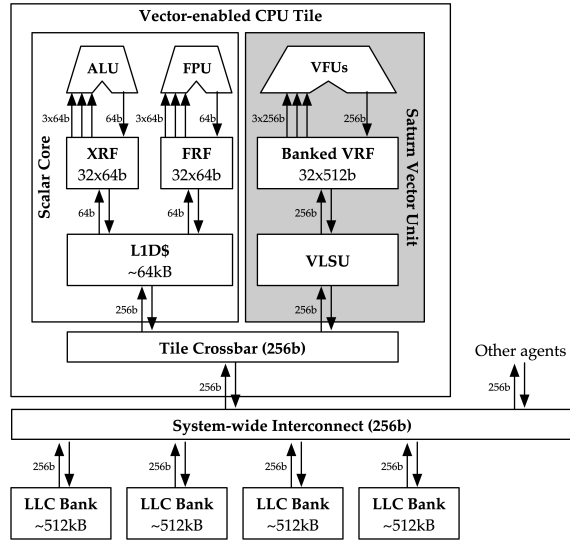 Vector-enabled CPU Tile
Scalar Core
ALU
FPU
VFUs
3x64b
64b
3x64b
64b
3x256b
256b
XRF
32x64b
FRF
32x64b
Banked VRF
32x512b
Saturn Vector Unit
64b
64b
256b
L1D$
~64kB
VLSU
256b
256b
Tile Crossbar (256b)
Other agents
256b
256b
System-wide Interconnect (256b)
256b
256b
256b
256b
LLC Bank
~512kB
LLC Bank
~512kB
LLC Bank
~512kB
LLC Bank
~512kB